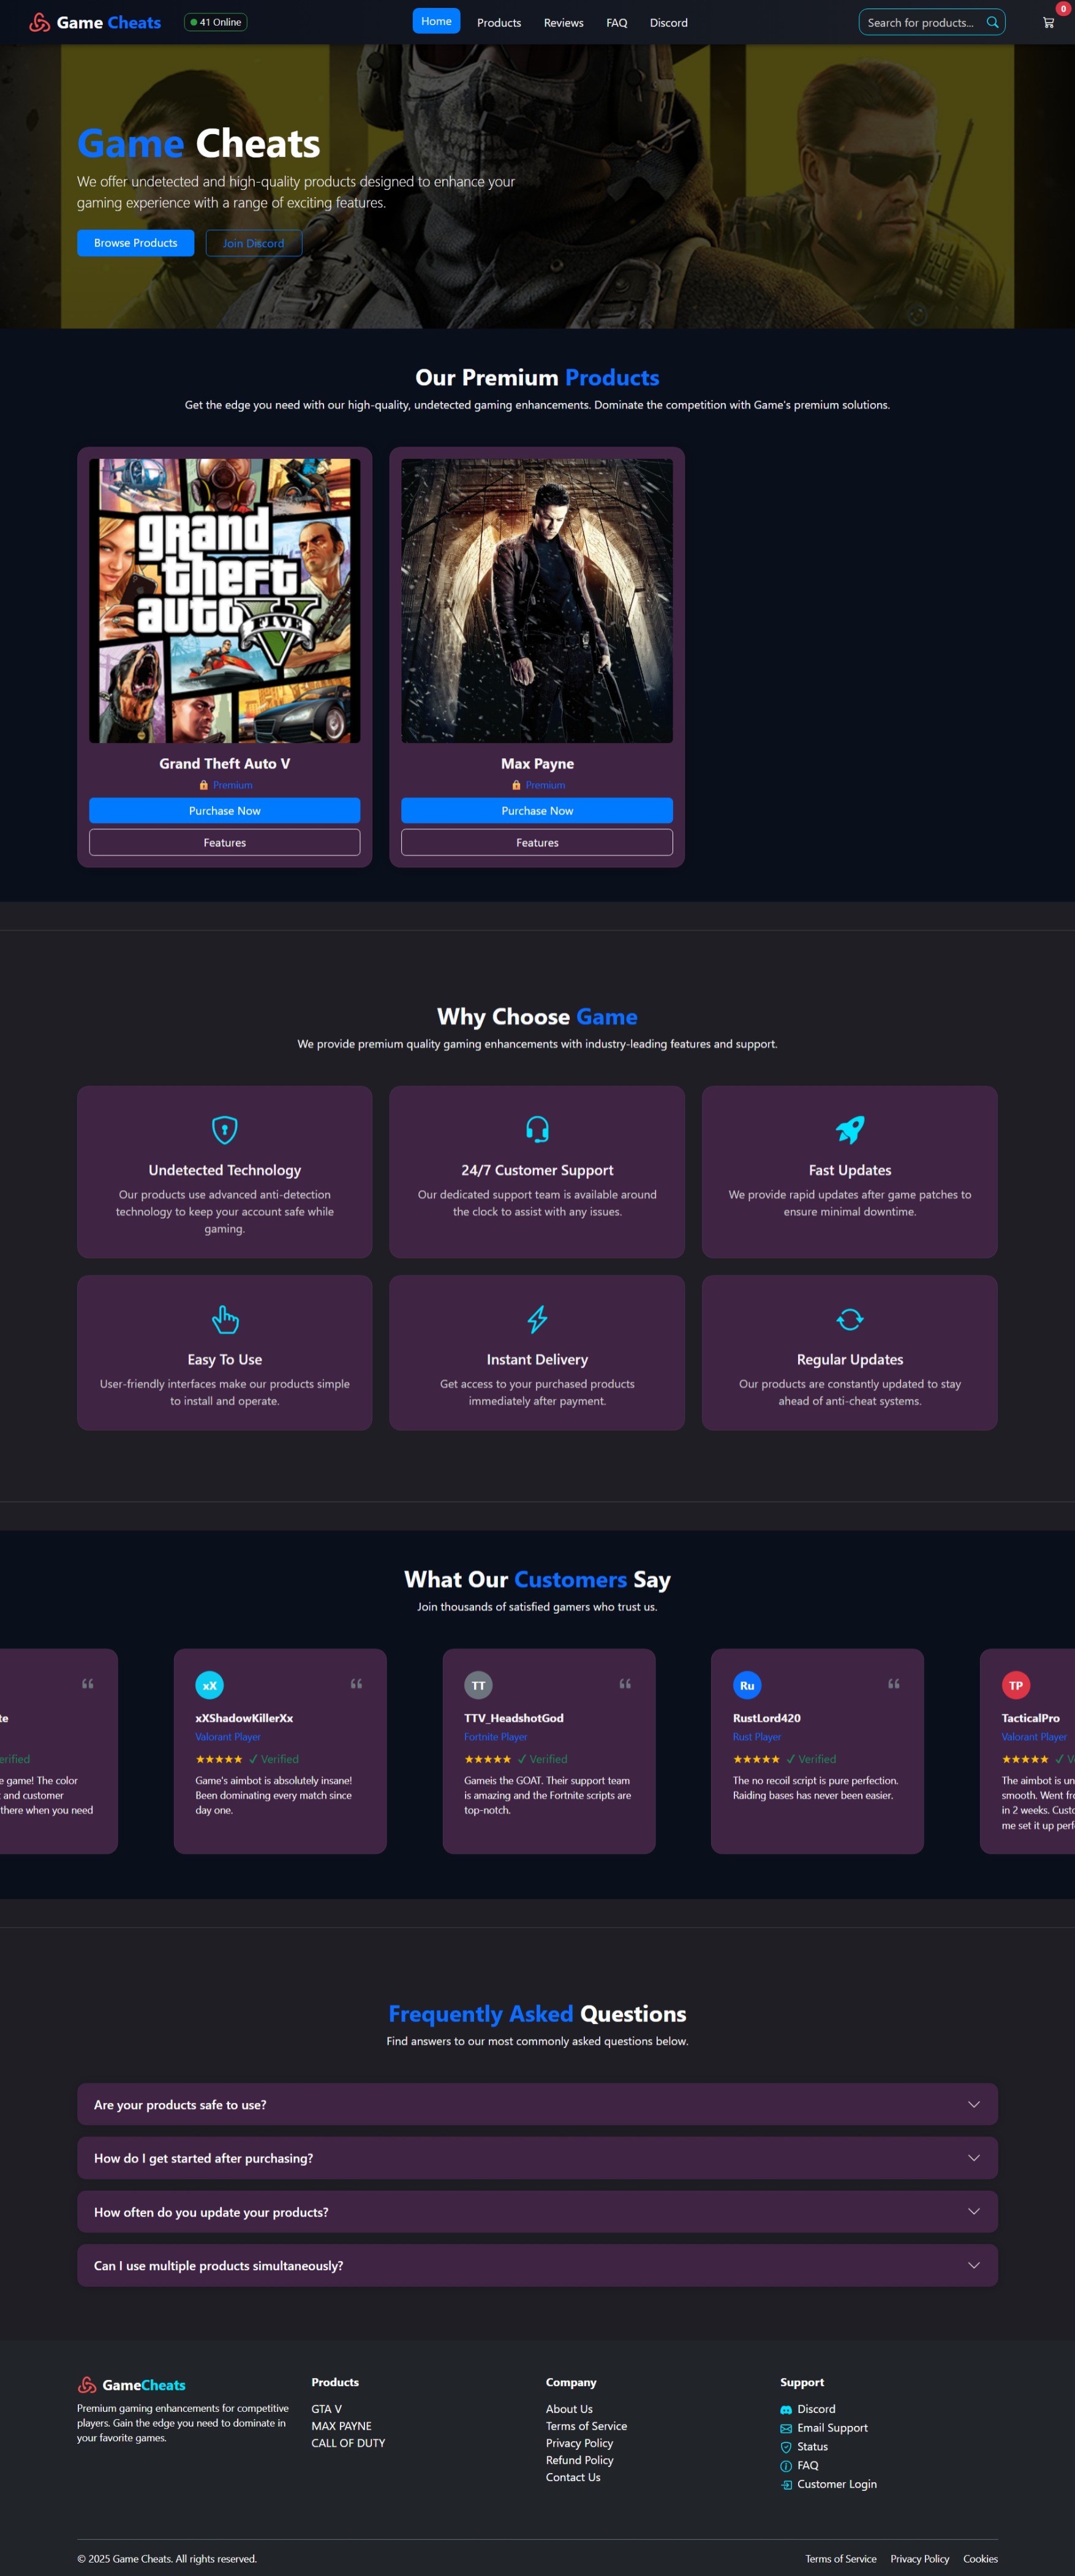 Game Cheats
41 Online
Home
Products
Reviews
FAQ
Discord
Search for products...
0
Game Cheats
We offer undetected and high-quality products designed to enhance your
gaming experience with a range of exciting features.
Browse Products
Join Discord
Our Premium Products
Get the edge you need with our high-quality, undetected gaming enhancements. Dominate the competition with Game's premium solutions.
grand
theft
auto
V
FIVE
Grand Theft Auto V
Premium
Purchase Now
Features
Max Payne
Premium
Purchase Now
Features
Why Choose Game
We provide premium quality gaming enhancements with industry-leading features and support.
Undetected Technology
Our products use advanced anti-detection
technology to keep your account safe while
gaming.
24/7 Customer Support
Our dedicated support team is available around
the clock to assist with any issues.
Fast Updates
We provide rapid updates after game patches to
ensure minimal downtime.
Easy To Use
User-friendly interfaces make our products simple
to install and operate.
Instant Delivery
Get access to your purchased products
immediately after payment.
Regular Updates
Our products are constantly updated to stay
ahead of anti-cheat systems.
What Our Customers Say
Join thousands of satisfied gamers who trust us.
te
erified
e game! The color
and customer
there when you need
xX
xXShadowKillerXx
Valorant Player
★★★★★ ✓ Verified
Game's aimbot is absolutely insane!
Been dominating every match since
day one.
TT
TTV_HeadshotGod
Fortnite Player
★★★★★ ✓ Verified
Gameis the GOAT. Their support team
is amazing and the Fortnite scripts are
top-notch.
Ru
RustLord420
Rust Player
★★★★★ ✓ Verified
The no recoil script is pure perfection.
Raiding bases has never been easier.
TP
TacticalPro
Valorant Player
★★★★★ ✓ V
The aimbot is un
smooth. Went fr
in 2 weeks. Cust
me set it up perf
Frequently Asked Questions
Find answers to our most commonly asked questions below.
Are your products safe to use?
How do I get started after purchasing?
How often do you update your products?
Can I use multiple products simultaneously?
GameCheats
Premium gaming enhancements for competitive
players. Gain the edge you need to dominate in
your favorite games.
Products
GTA V
MAX PAYNE
CALL OF DUTY
Company
About Us
Terms of Service
Privacy Policy
Refund Policy
Contact Us
Support
Discord
Email Support
Status
FAQ
Customer Login
© 2025 Game Cheats. All rights reserved.
Terms of Service
Privacy Policy
Cookies